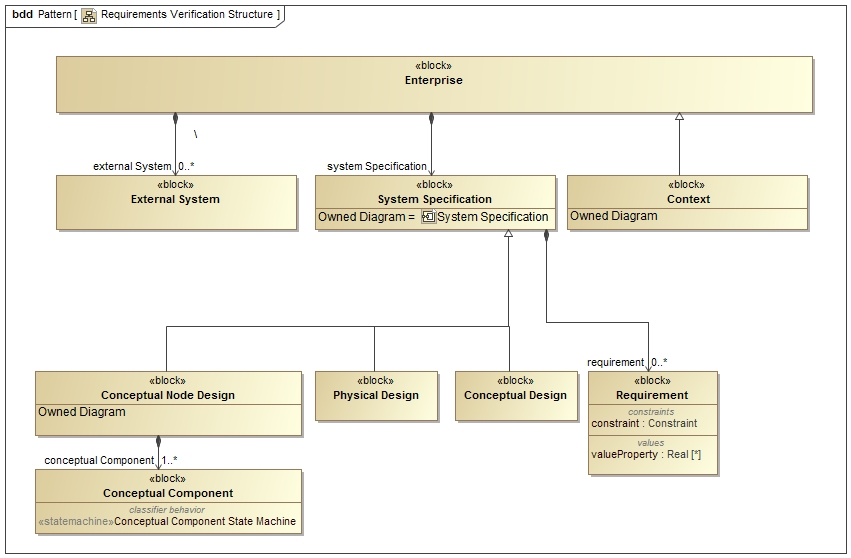 bdd Pattern [ Requirements Verification Structure ]
«block»
Enterprise
\
external System 0..*
system Specification
«block»
External System
«block»
System Specification
Owned Diagram = System Specification
«block»
Context
Owned Diagram
requirement 0..*
«block»
Conceptual Node Design
Owned Diagram
«block»
Physical Design
«block»
Conceptual Design
«block»
Requirement
constraints
constraint : Constraint
values
valueProperty : Real [*]
conceptual Component 1..*
«block»
Conceptual Component
classifier behavior
«statemachine»Conceptual Component State Machine